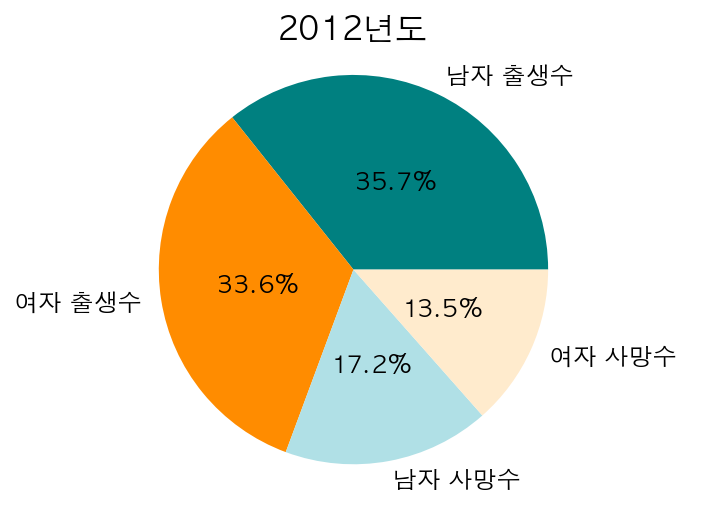 2012년도
남자 출생수
35.7%
33.6%
여자 출생수
13.5%
17.2%
여자 사망수
남자 사망수